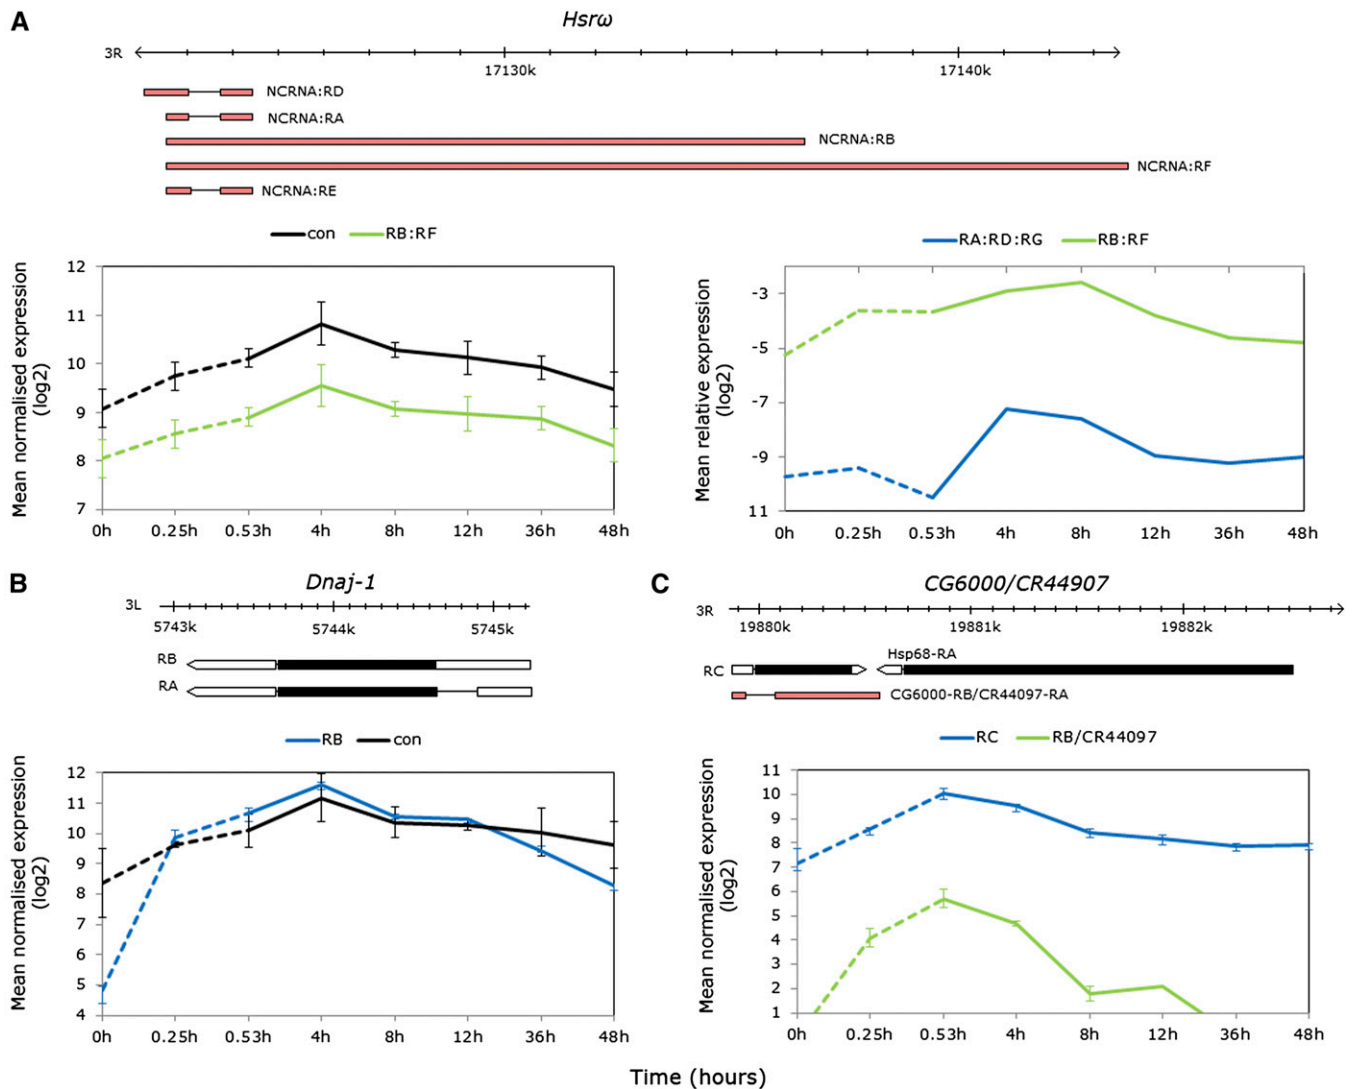 A
Hsrω
3R
17130k 17140k
NCRNA:RD
NCRNA:RA
NCRNA:RB
NCRNA:RF
NCRNA:RE
con RB:RF
Mean normalised expression
(log2)
12
11
10
9
8
7
0h 0.25h 0.53h 4h 8h 12h 36h 48h
RA:RD:RG RB:RF
Mean relative expression
(log2)
-3
-5
-7
-9
11
0h 0.25h 0.53h 4h 8h 12h 36h 48h
B
Dnaj-1
3L
5743k 5744k 5745k
RB
RA
RB con
Mean normalised expression
(log2)
12
11
10
9
8
7
6
5
4
0h 0.25h 0.53h 4h 8h 12h 36h 48h
C
CG6000/CR44907
3R
19880k 19881k 19882k
Hsp68-RA
RC
CG6000-RB/CR44097-RA
RC RB/CR44097
Mean normalised expression
(log2)
11
10
9
8
7
6
5
4
3
2
1
0h 0.25h 0.53h 4h 8h 12h 36h 48h
Time (hours)